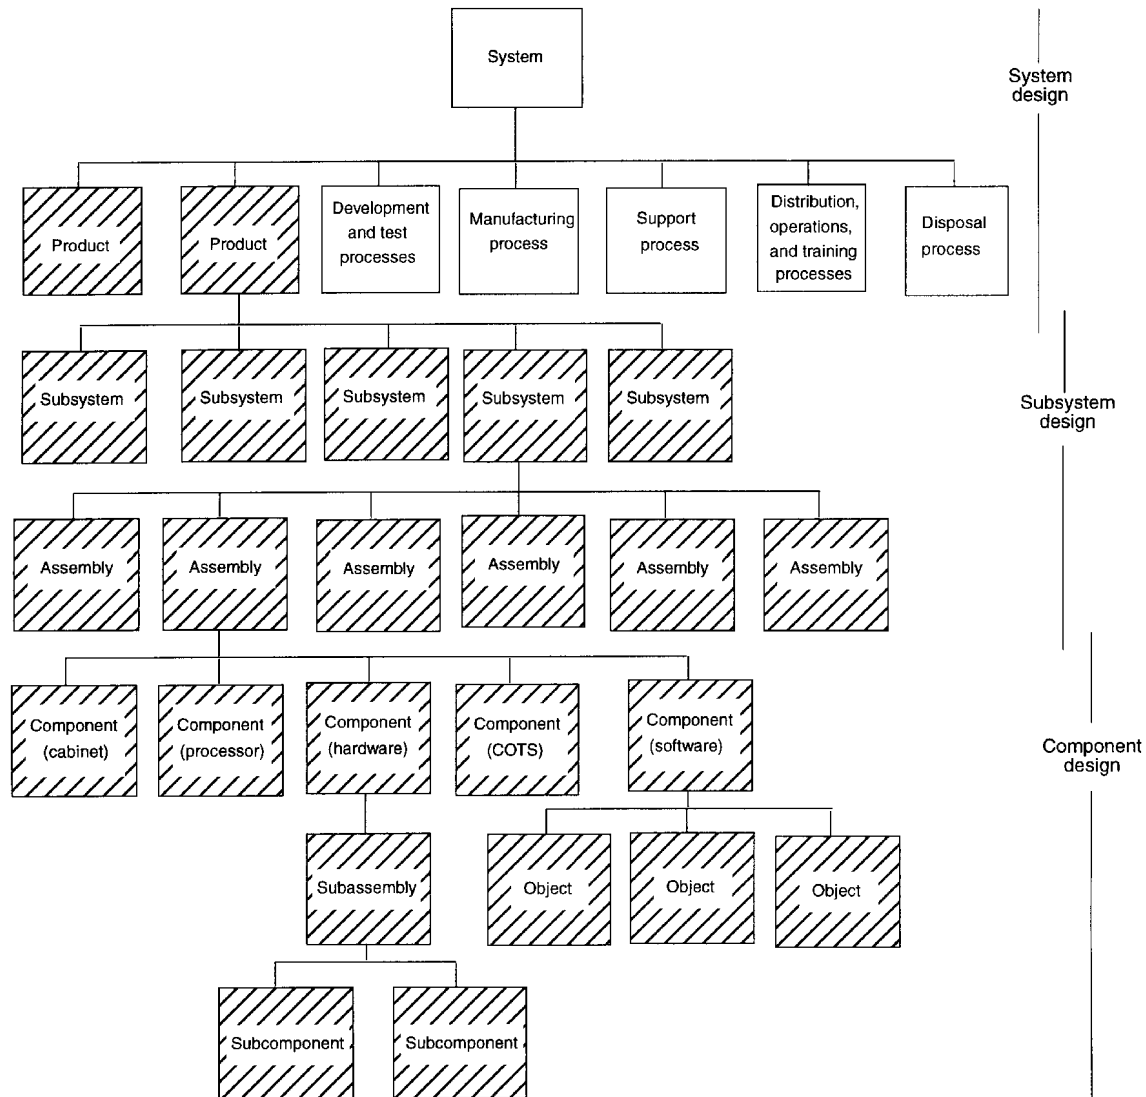 System
System
design
Product
Product
Development
and test
processes
Manufacturing
process
Support
process
Distribution,
operations,
and training
processes
Disposal
process
Subsystem
Subsystem
Subsystem
Subsystem
Subsystem
Subsystem
design
Assembly
Assembly
Assembly
Assembly
Assembly
Assembly
Component
(cabinet)
Component
(processor)
Component
(hardware)
Component
(COTS)
Component
(software)
Component
design
Subassembly
Object
Object
Object
Subcomponent
Subcomponent